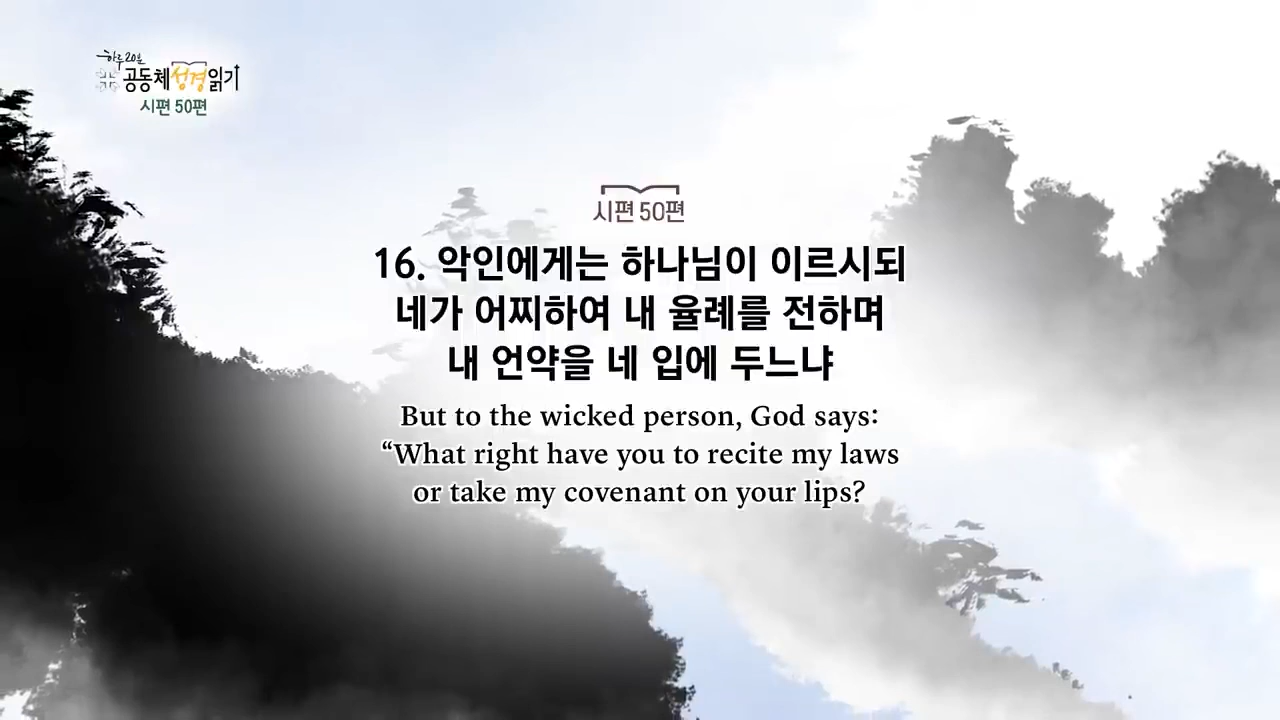 하루 20분
공동체성경읽기
시편 50편
시편 50편
16. 악인에게는 하나님이 이르시되
네가 어찌하여 내 율례를 전하며
내 언약을 네 입에 두느냐
But to the wicked person, God says:
“What right have you to recite my laws
or take my covenant on your lips?